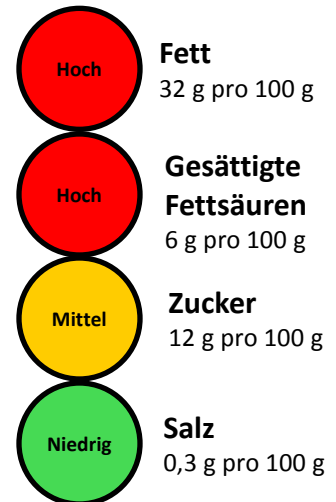 Hoch
Fett
32 g pro 100 g
Hoch
Gesättigte
Fettsäuren
6 g pro 100 g
Mittel
Zucker
12 g pro 100 g
Niedrig
Salz
0,3 g pro 100 g